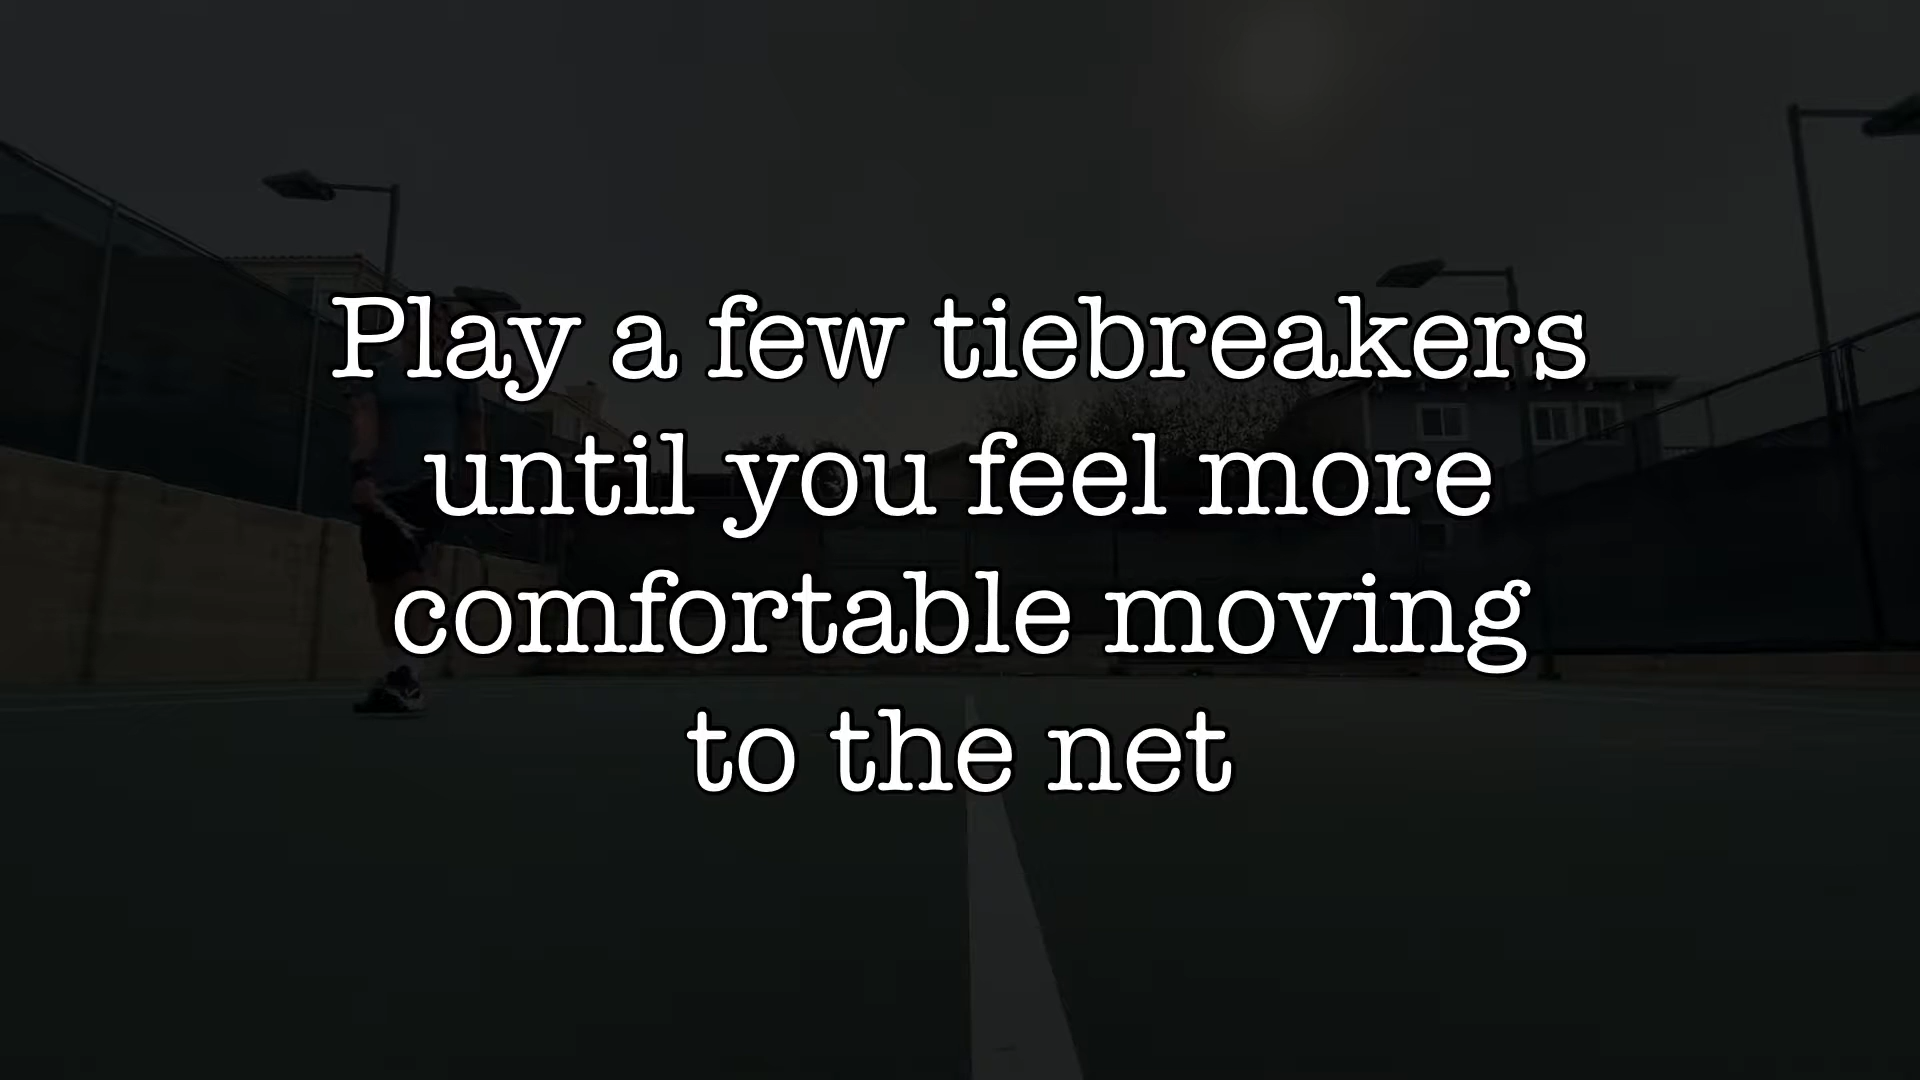 Play a few tiebreakers
until you feel more
comfortable moving
to the net